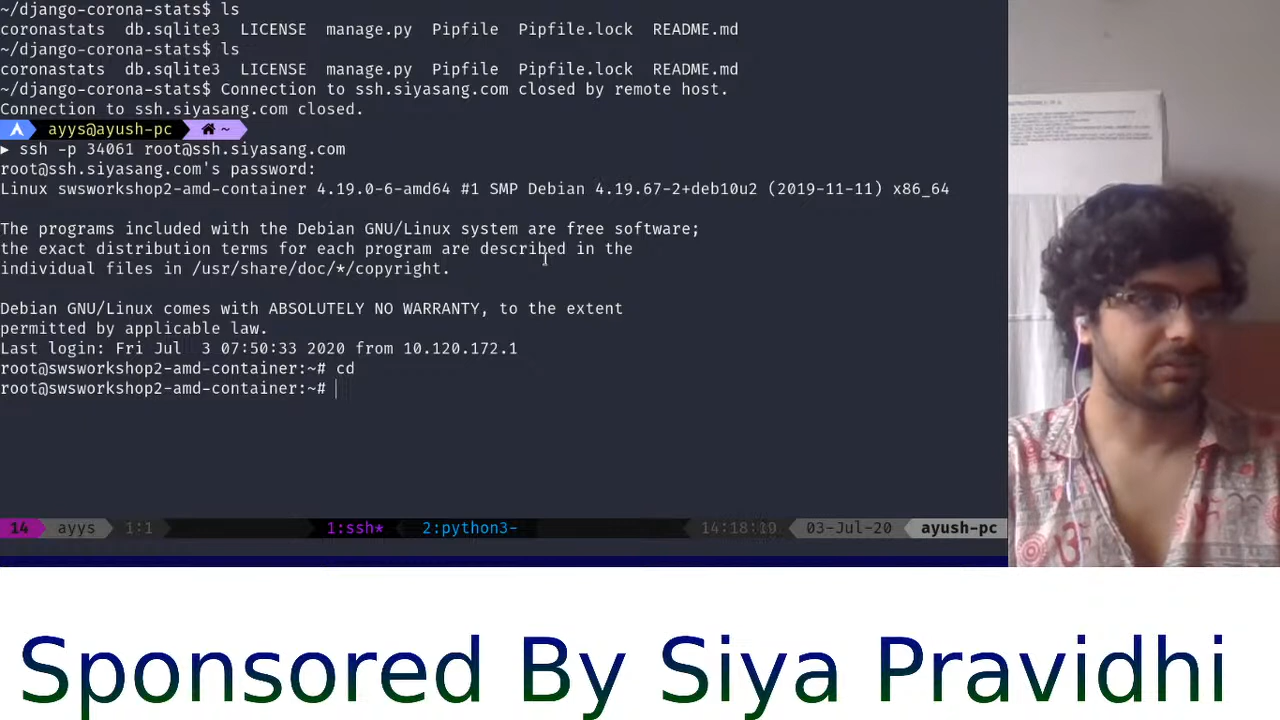 ~/django-corona-stats$ ls
coronastats  db.sqlite3  LICENSE  manage.py  Pipfile  Pipfile.lock  README.md
~/django-corona-stats$ ls
coronastats  db.sqlite3  LICENSE  manage.py  Pipfile  Pipfile.lock  README.md
~/django-corona-stats$ Connection to ssh.siyasang.com closed by remote host.
Connection to ssh.siyasang.com closed.
ayys@ayush-pc ~
▸ ssh -p 34061 root@ssh.siyasang.com
root@ssh.siyasang.com's password:
Linux swsworkshop2-amd-container 4.19.0-6-amd64 #1 SMP Debian 4.19.67-2+deb10u2 (2019-11-11) x86_64
The programs included with the Debian GNU/Linux system are free software;
the exact distribution terms for each program are described in the
individual files in /usr/share/doc/*/copyright.
Debian GNU/Linux comes with ABSOLUTELY NO WARRANTY, to the extent
permitted by applicable law.
Last login: Fri Jul  3 07:50:33 2020 from 10.120.172.1
root@swsworkshop2-amd-container:~# cd
root@swsworkshop2-amd-container:~#
14 ayys 1:1 1:ssh* 2:python3- 14:18:19 03-Jul-20 ayush-pc
Sponsored By Siya Pravidhi